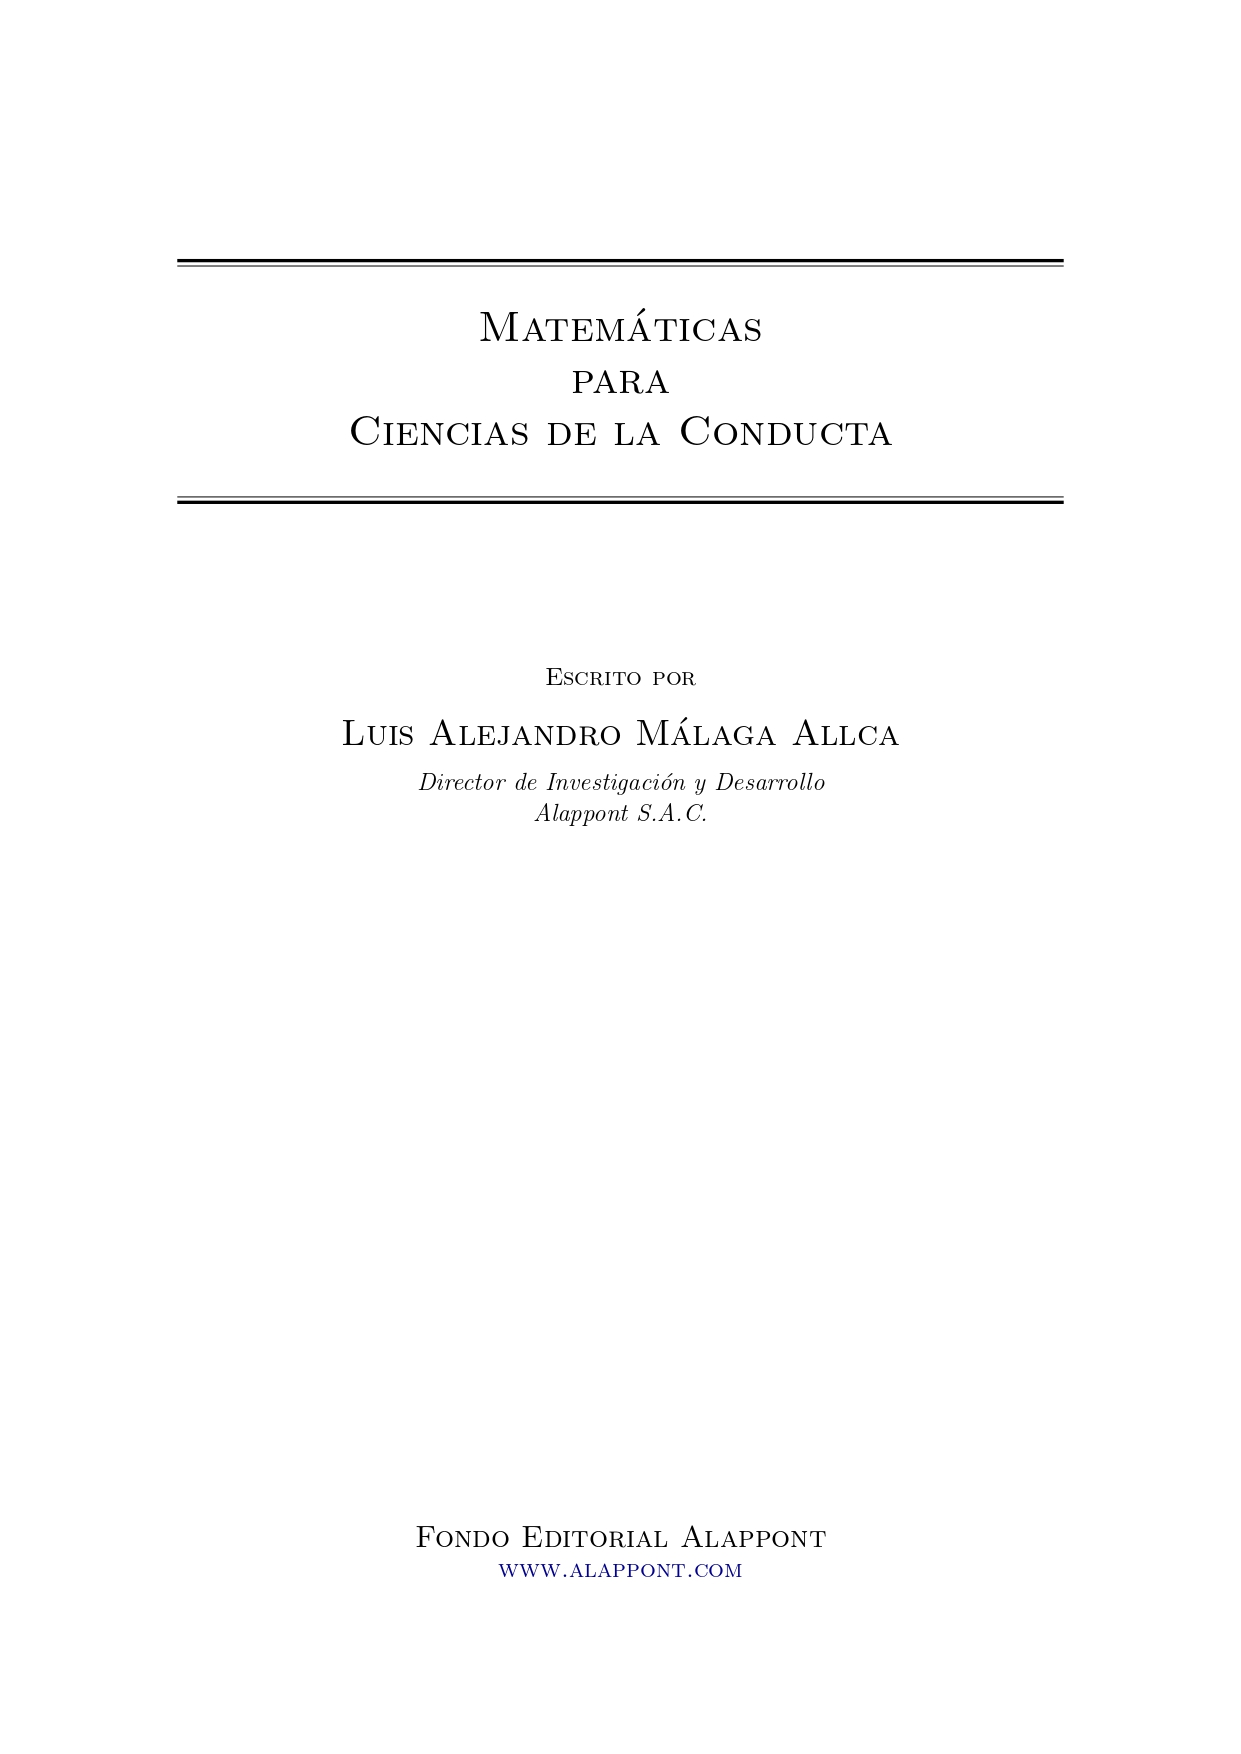 Matemáticas
para
Ciencias de la Conducta
Escrito por
Luis Alejandro Málaga Allca
Director de Investigación y Desarrollo
Alappont S.A.C.
Fondo Editorial Alappont
www.alappont.com